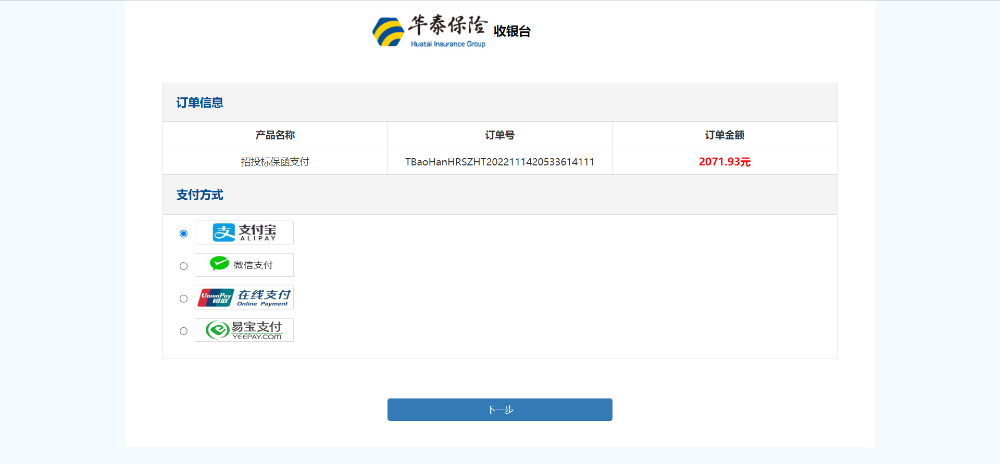 华泰保险 收银台
Huatai Insurance Group
订单信息
产品名称 订单号 订单金额
招投标保函支付 TBaoHanHRSZHT2022111420533614111 2071.93元
支付方式
支 支付宝
ALIPAY
微信支付
UnionPay 在线支付
银联 Online Payment
易宝支付
YEEPAY.COM
下一步